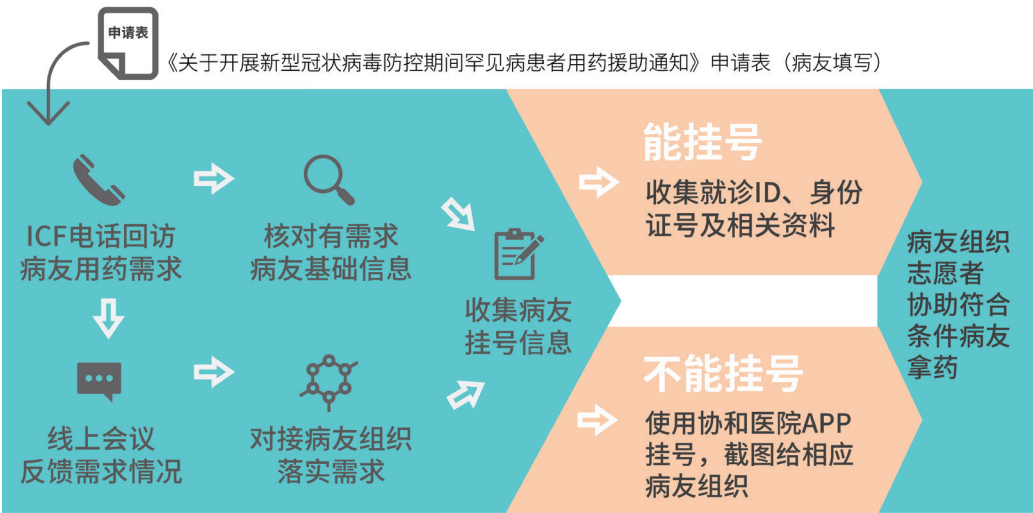 申请表
《关于开展新型冠状病毒防控期间罕见病患者用药援助通知》申请表（病友填写）
ICF电话回访
病友用药需求
核对有需求
病友基础信息
线上会议
反馈需求情况
对接病友组织
落实需求
收集病友
挂号信息
能挂号
收集就诊ID、身份
证号及相关资料
不能挂号
使用协和医院APP
挂号，截图给相应
病友组织
病友组织
志愿者
协助符合
条件病友
拿药